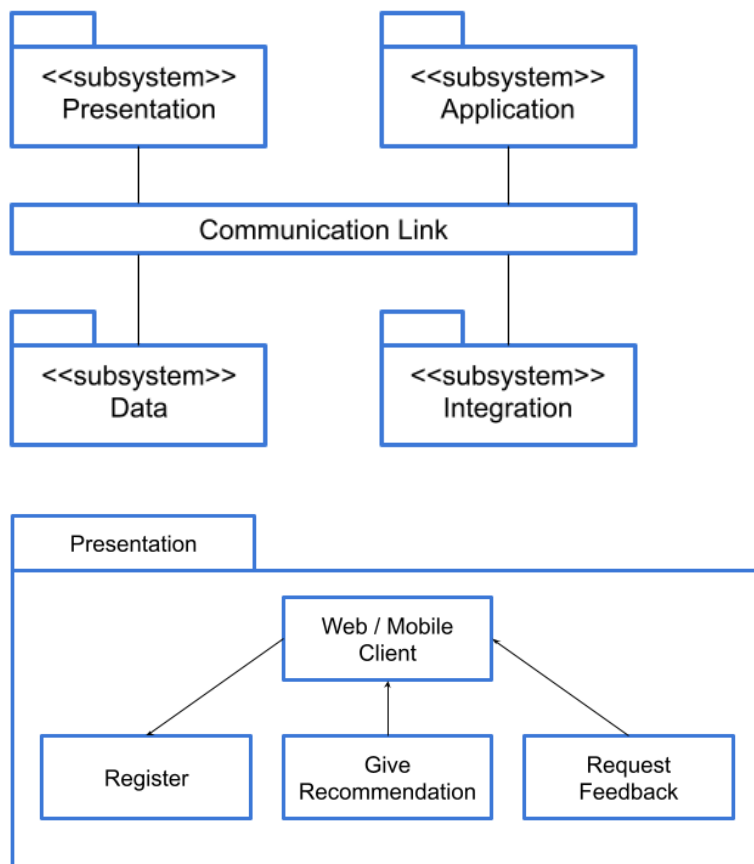 <<subsystem>>
Presentation
<<subsystem>>
Application
Communication Link
<<subsystem>>
Data
<<subsystem>>
Integration
Presentation
Web / Mobile
Client
Register
Give
Recommendation
Request
Feedback